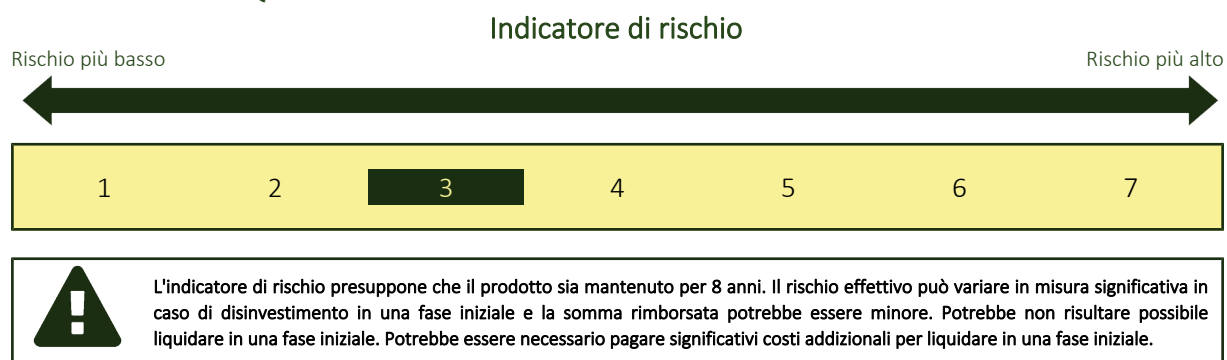 Indicatore di rischio
Rischio più basso
Rischio più alto
1 2 3 4 5 6 7
L'indicatore di rischio presuppone che il prodotto sia mantenuto per 8 anni. Il rischio effettivo può variare in misura significativa in
caso di disinvestimento in una fase iniziale e la somma rimborsata potrebbe essere minore. Potrebbe non risultare possibile
liquidare in una fase iniziale. Potrebbe essere necessario pagare significativi costi addizionali per liquidare in una fase iniziale.